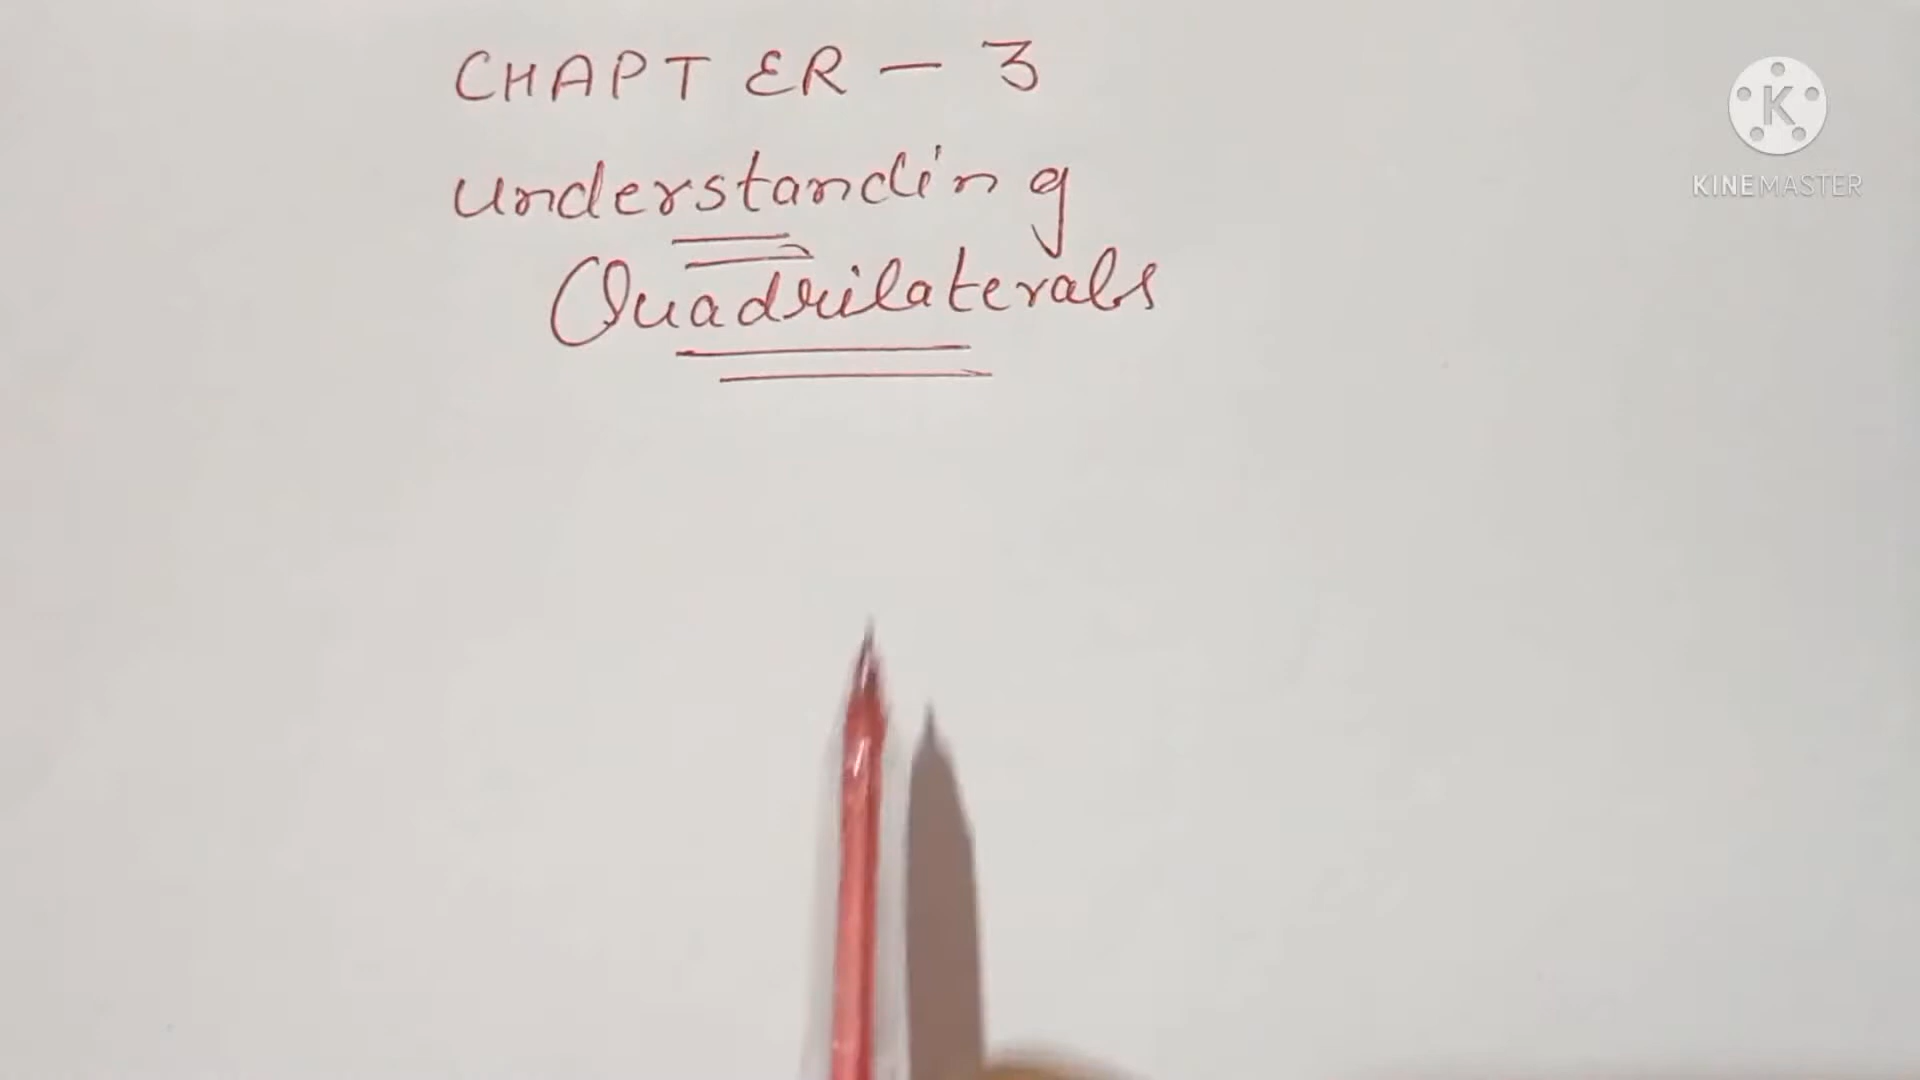 CHAPTER - 3
Understanding
Quadrilaterals
K
KINEMASTER